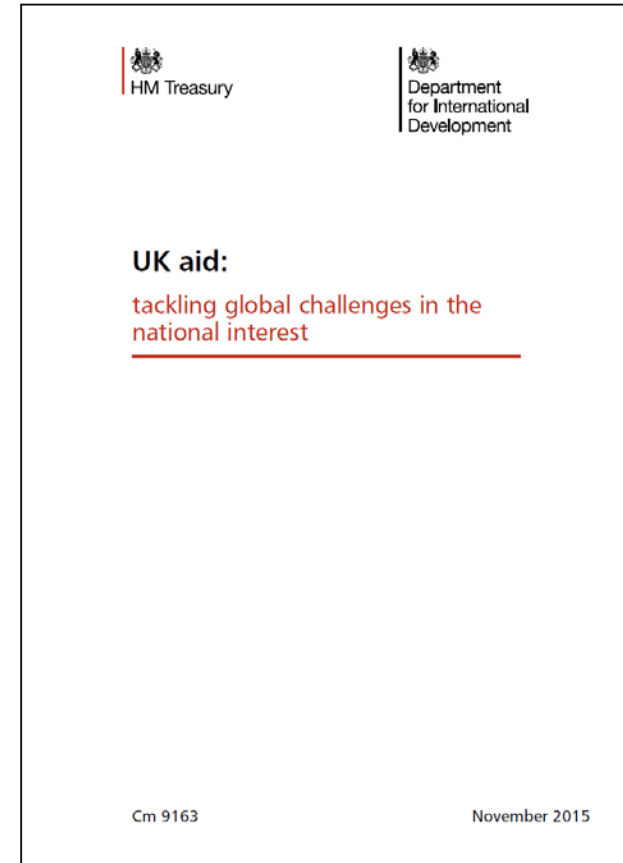 HM Treasury
Department
for International
Development
UK aid:
tackling global challenges in the
national interest
Cm 9163
November 2015